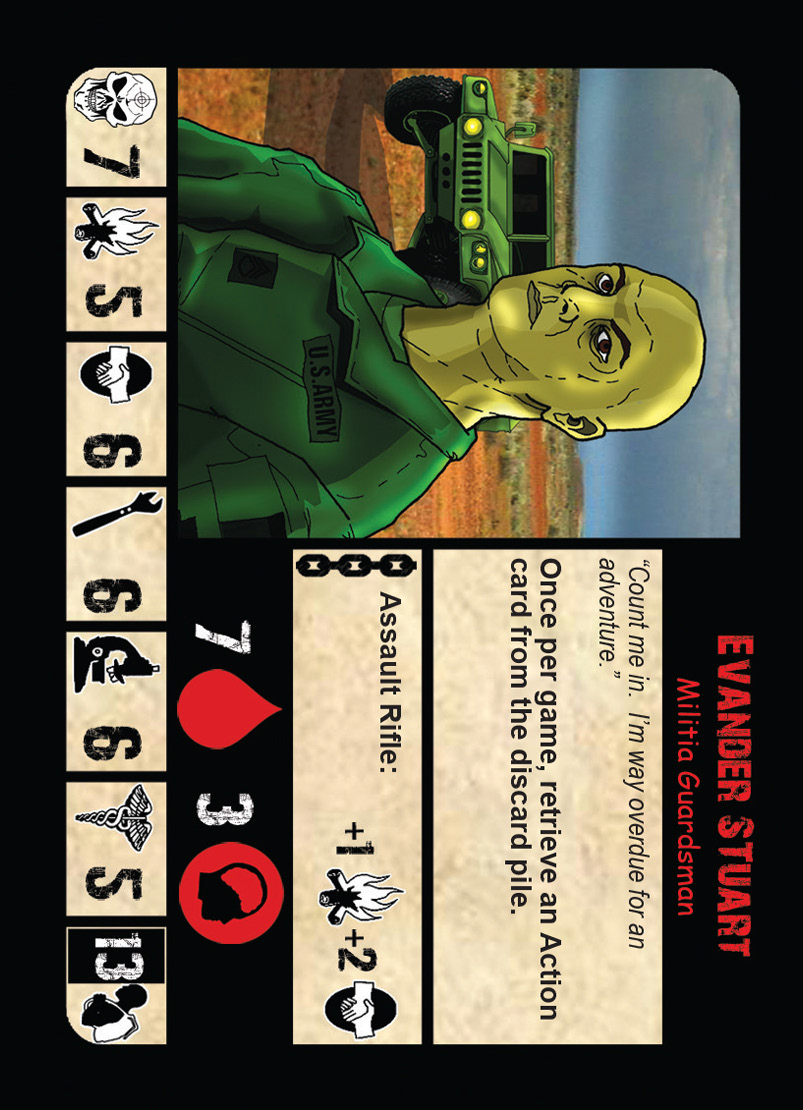 EVANDER STUART
Militia Guardsman
"Count me in. I'm way overdue for an
adventure."
Once per game, retrieve an Action
card from the discard pile.
Assault Rifle: +1 +2
U.S.ARMY
7 3
7 5 6 6 6 5 13